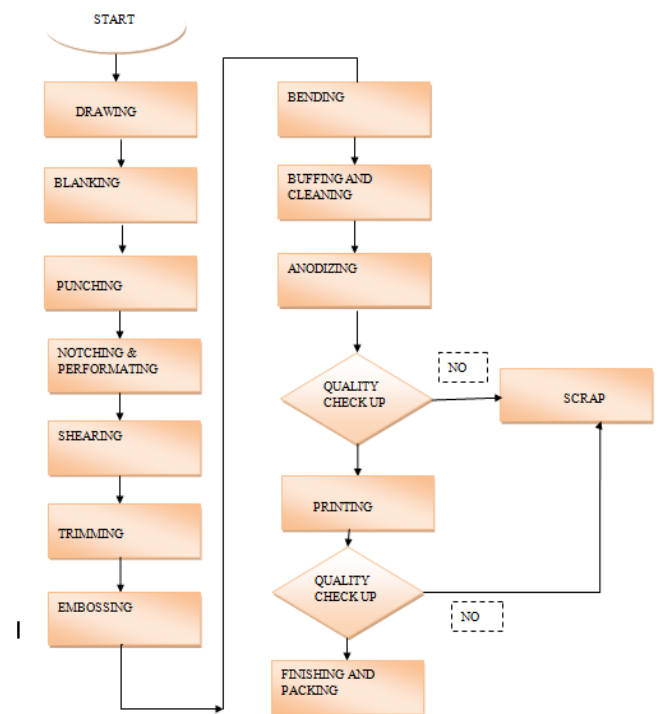 START
DRAWING
BLANKING
PUNCHING
NOTCHING &
PERFORMATING
SHEARING
TRIMMING
EMBOSSING
BENDING
BUFFING AND
CLEANING
ANODIZING
QUALITY
CHECK UP
NO
SCRAP
PRINTING
QUALITY
CHECK UP
NO
FINISHING AND
PACKING